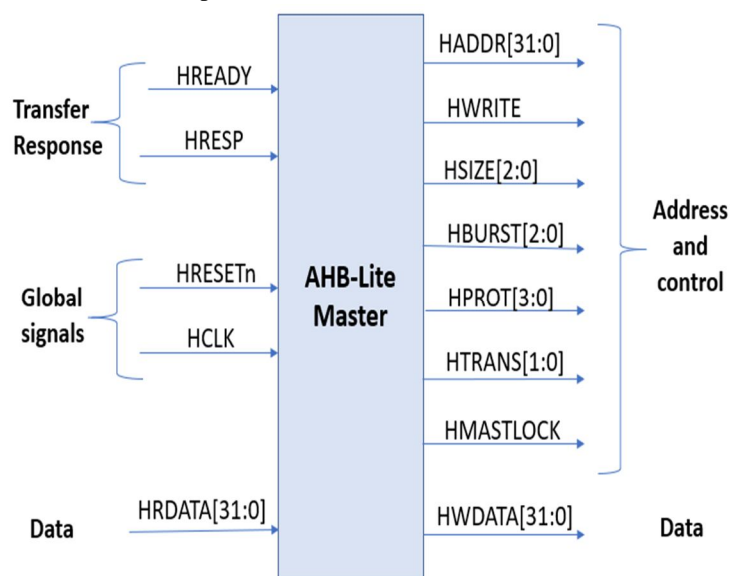 HREADY
Transfer
Response
HRESP
HRESETn
Global
signals
HCLK
HRDATA[31:0]
Data
AHB-Lite
Master
HADDR[31:0]
HWRITE
HSIZE[2:0]
HBURST[2:0]
HPROT[3:0]
HTRANS[1:0]
HMASTLOCK
Address
and
control
HWDATA[31:0]
Data